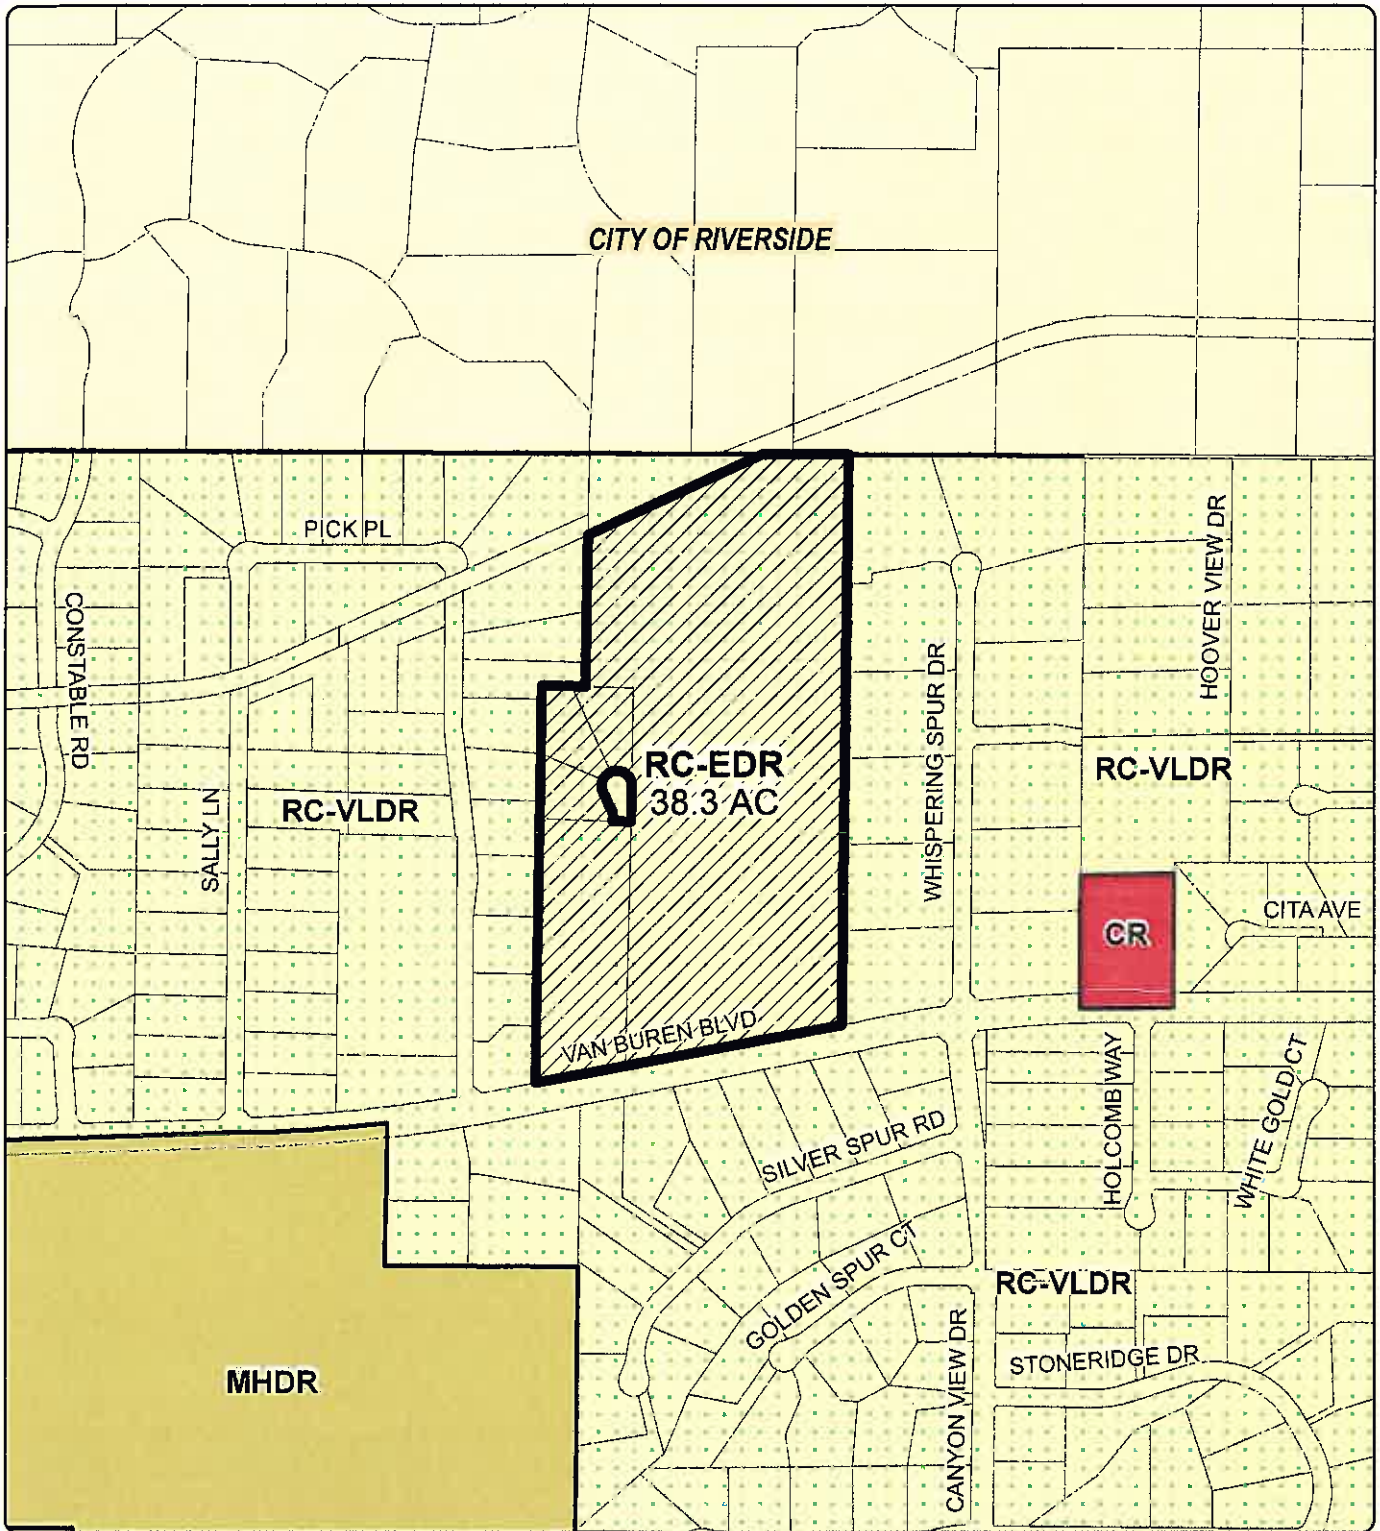 CITY OF RIVERSIDE
PICK PL
HOOVER VIEW DR
CONSTABLE RD
WHISPERING SPUR DR
RC-EDR
38.3 AC
RC-VLDR
RC-VLDR
SALLY LN
CITA AVE
CR
VAN BUREN BLVD
HOLCOMB WAY
WHITE GOLD CT
SILVER SPUR RD
GOLDEN SPUR CT
RC-VLDR
STONERIDGE DR
MHDR
CANYON VIEW DR